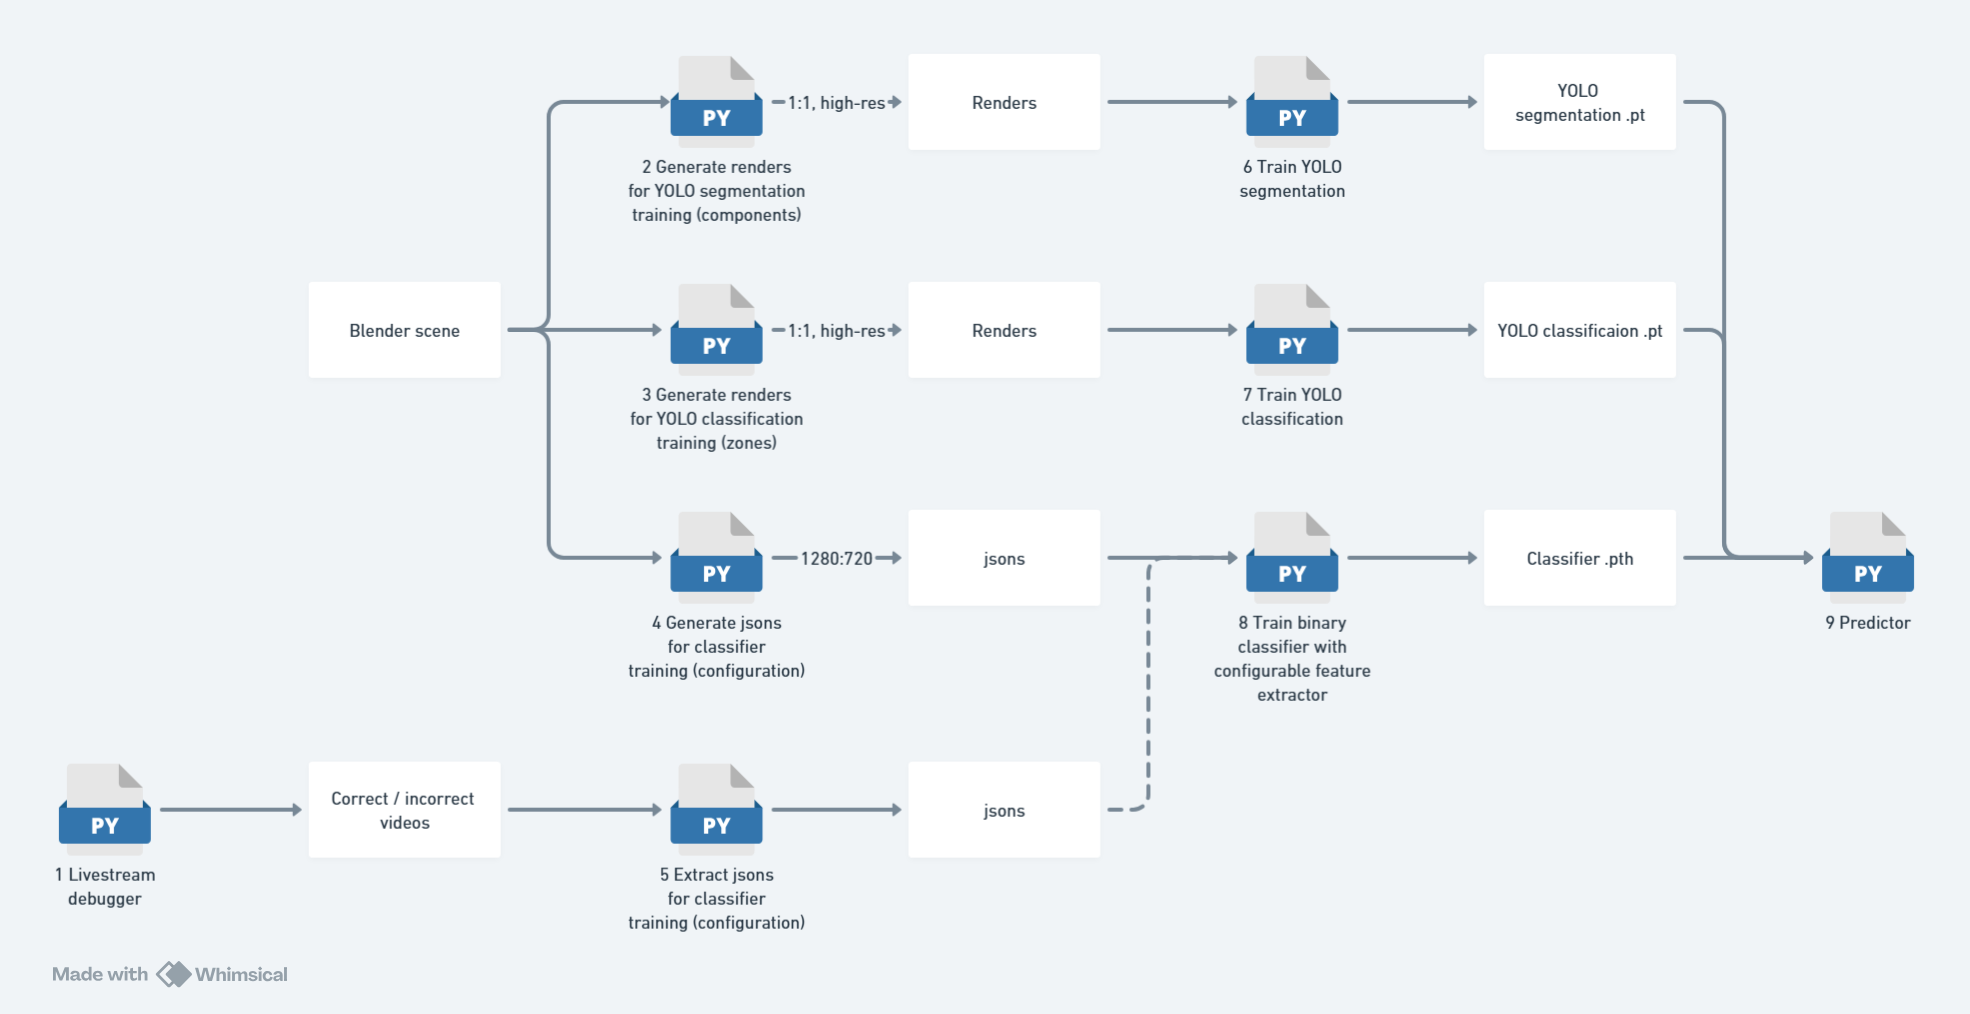 PY
1:1, high-res
Renders
PY
YOLO
segmentation .pt
2 Generate renders
for YOLO segmentation
training (components)
6 Train YOLO
segmentation
Blender scene
PY
1:1, high-res
Renders
PY
YOLO classificaion .pt
3 Generate renders
for YOLO classification
training (zones)
7 Train YOLO
classification
PY
1280:720
jsons
PY
Classifier .pth
PY
4 Generate jsons
for classifier
training (configuration)
8 Train binary
classifier with
configurable feature
extractor
9 Predictor
PY
Correct / incorrect
videos
PY
jsons
1 Livestream
debugger
5 Extract jsons
for classifier
training (configuration)
Made with Whimsical